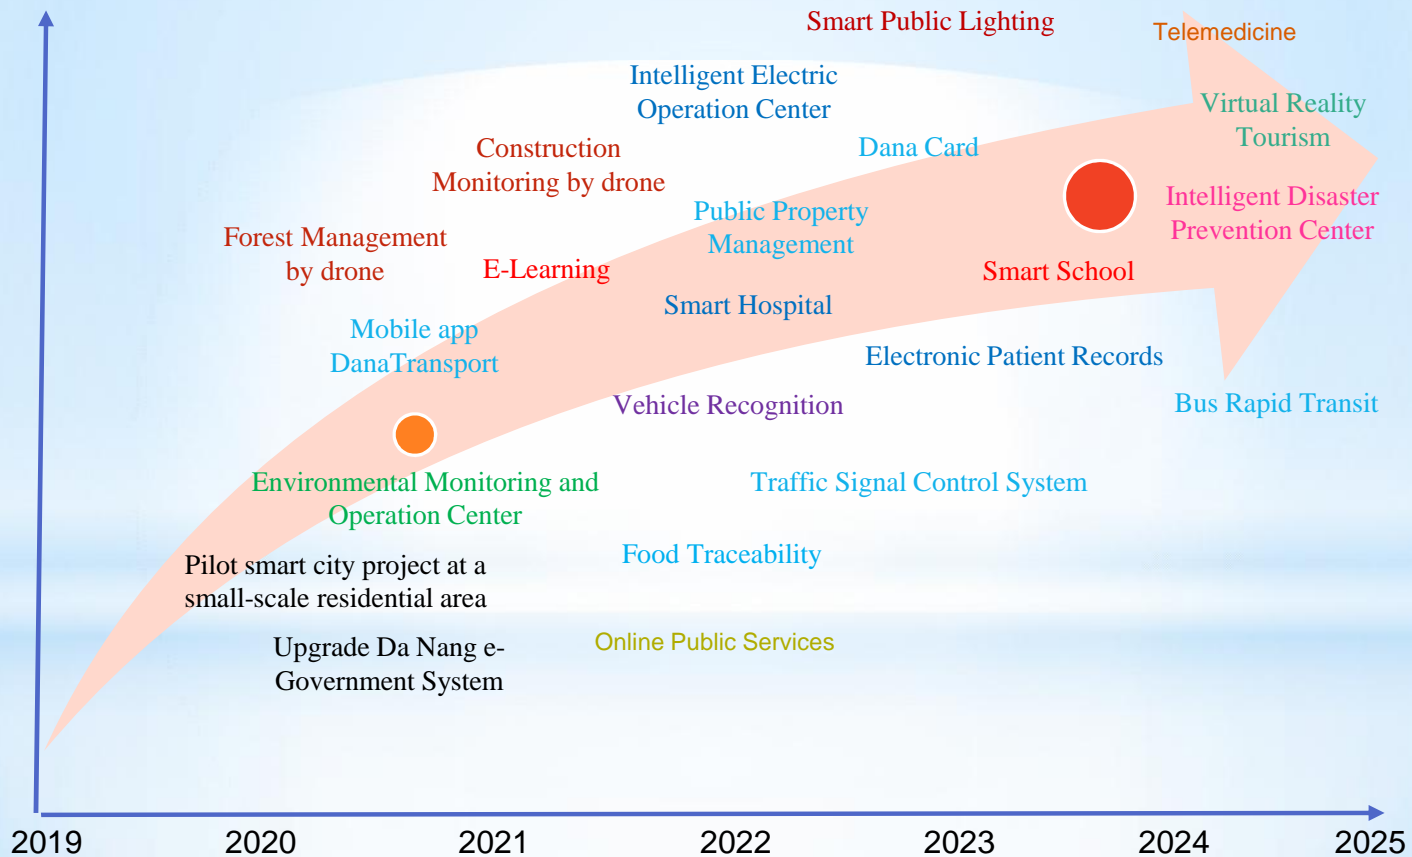 Smart Public Lighting
Telemedicine
Intelligent Electric
Operation Center
Virtual Reality
Tourism
Construction
Monitoring by drone
Dana Card
Public Property
Management
Intelligent Disaster
Prevention Center
Forest Management
by drone
E-Learning
Smart School
Smart Hospital
Mobile app
DanaTransport
Electronic Patient Records
Vehicle Recognition
Bus Rapid Transit
Environmental Monitoring and
Operation Center
Traffic Signal Control System
Food Traceability
Pilot smart city project at a
small-scale residential area
Online Public Services
Upgrade Da Nang e-
Government System
2019
2020
2021
2022
2023
2024
2025